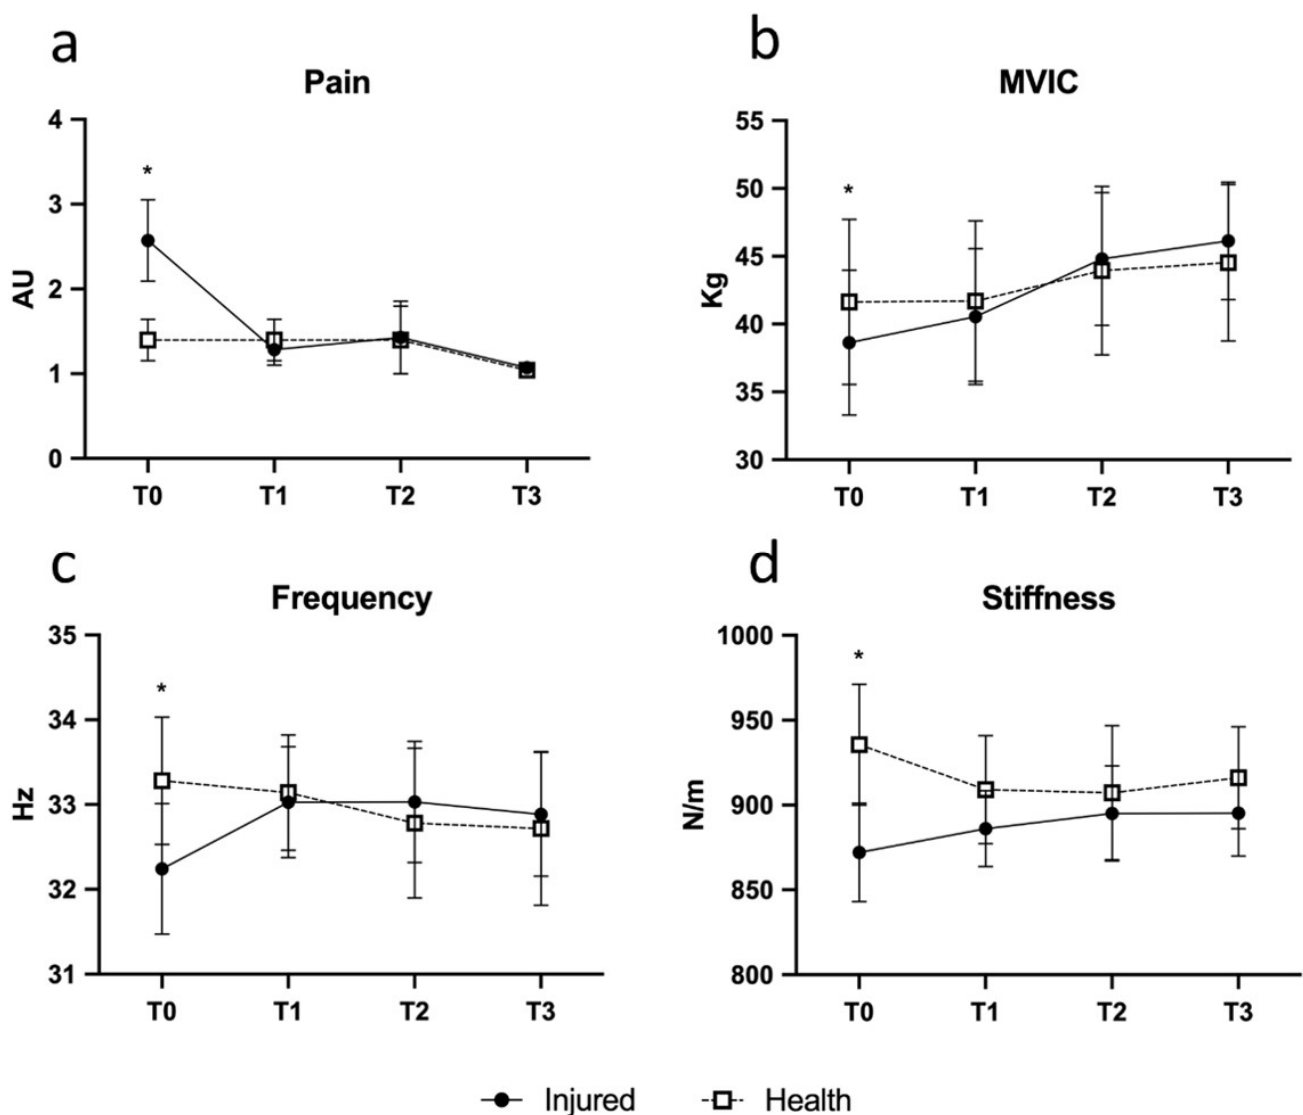 a
Pain
4
3
2
1
0
AU
*
T0 T1 T2 T3
b
MVIC
55
50
45
40
35
30
Kg
*
T0 T1 T2 T3
c
Frequency
35
34
33
32
31
Hz
*
T0 T1 T2 T3
d
Stiffness
1000
950
900
850
800
N/m
*
T0 T1 T2 T3
Injured Health